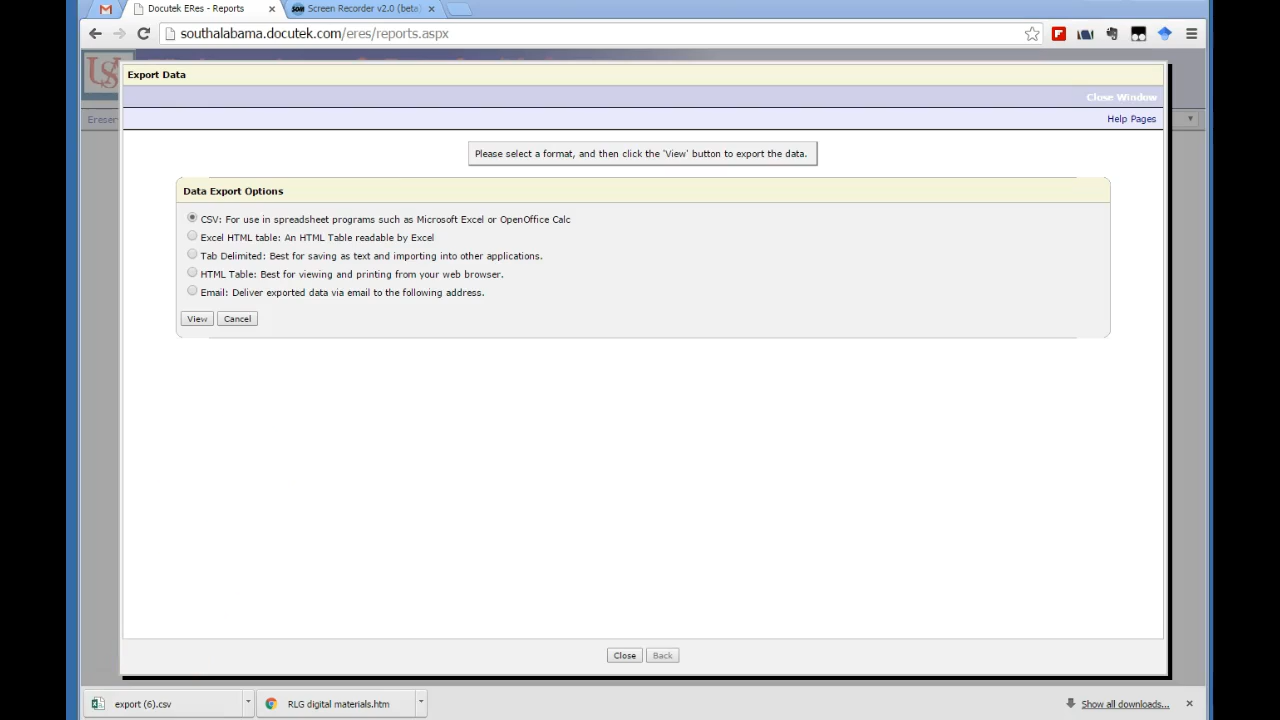 Docutek ERes - Reports
Screen Recorder v2.0 (beta)
southalabama.docutek.com/eres/reports.aspx
Export Data
Close Window
Help Pages
Please select a format, and then click the 'View' button to export the data.
Data Export Options
CSV: For use in spreadsheet programs such as Microsoft Excel or OpenOffice Calc
Excel HTML table: An HTML Table readable by Excel
Tab Delimited: Best for saving as text and importing into other applications.
HTML Table: Best for viewing and printing from your web browser.
Email: Deliver exported data via email to the following address.
View Cancel
Close Back
export (6).csv
RLG digital materials.htm
Show all downloads...